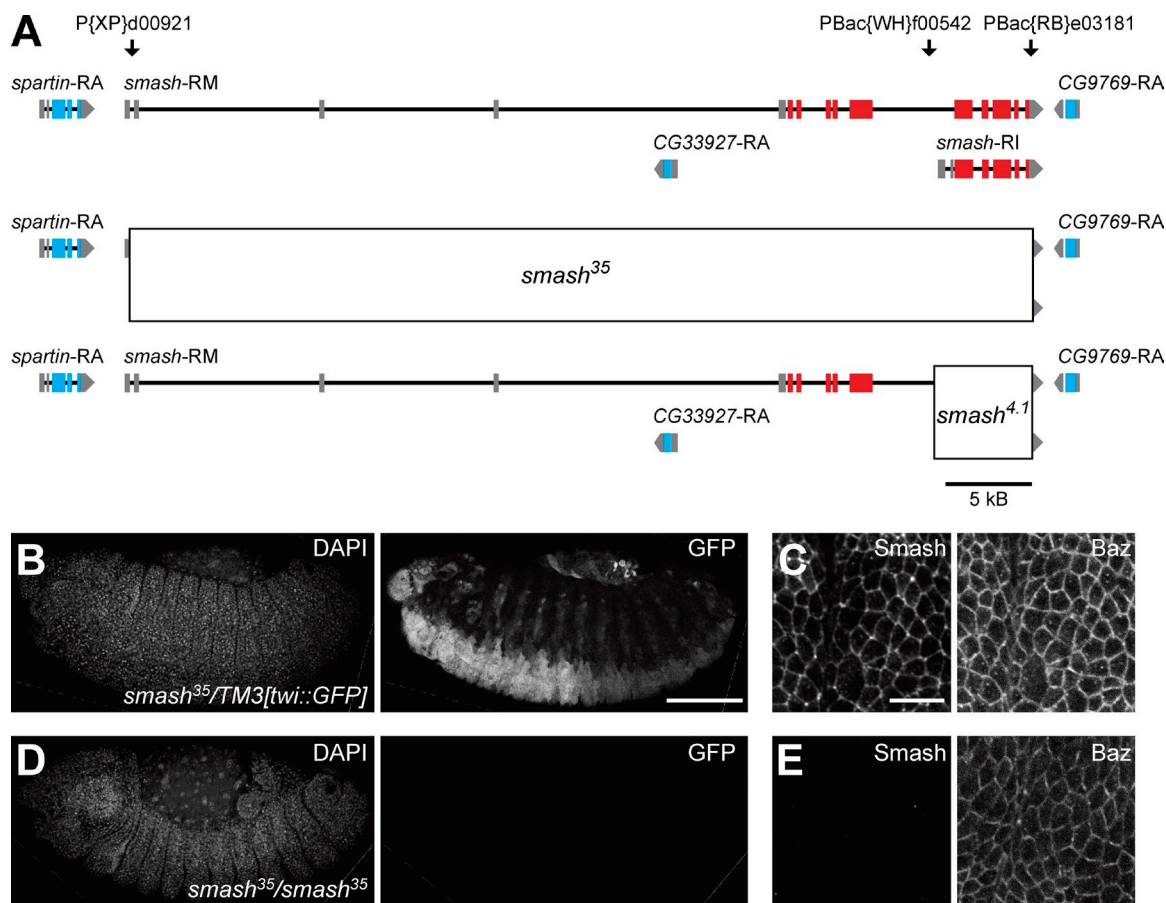 A
P{XP}d00921 PBac{WH}f00542 PBac{RB}e03181
spartin-RA smash-RM CG9769-RA
CG33927-RA smash-RI
spartin-RA CG9769-RA
smash35
spartin-RA smash-RM CG9769-RA
CG33927-RA smash4.1
5 kB
B DAPI GFP C Smash Baz
smash35/TM3[twi::GFP]
D DAPI GFP E Smash Baz
smash35/smash35